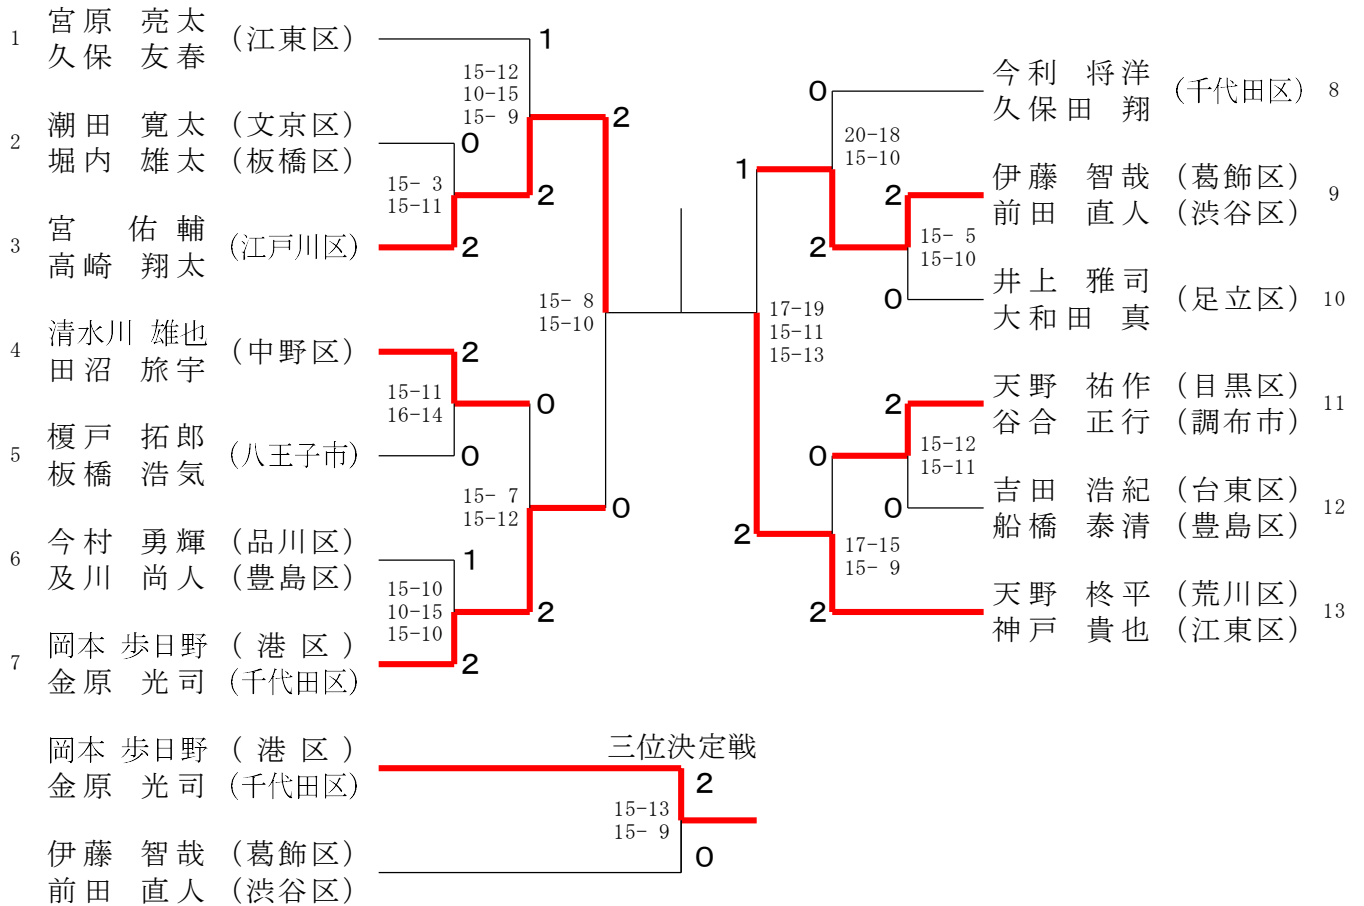 1 宮原 亮太 (江東区)
久保 友春
1
15-12
10-15
15- 9
2
2 潮田 寛太 (文京区)
堀内 雄太 (板橋区)
0
15- 3
15-11
2
3 宮 佑輔 (江戸川区)
高崎 翔太
2
15- 8
15-10
4 清水川 雄也 (中野区)
田沼 旅宇
2
15-11
16-14
0
5 榎戸 拓郎 (八王子市)
板橋 浩気
0
15- 7
15-12
0
6 今村 勇輝 (品川区)
及川 尚人 (豊島区)
1
15-10
10-15
15-10
2
7 岡本 歩日野 (港区)
金原 光司 (千代田区)
2
今利 将洋 (千代田区) 8
久保田 翔
0
20-18
15-10
1
伊藤 智哉 (葛飾区) 9
前田 直人 (渋谷区)
2
15- 5
15-10
2
井上 雅司 (足立区) 10
大和田 真
0
17-19
15-11
15-13
天野 祐作 (目黒区) 11
谷合 正行 (調布市)
2
15-12
15-11
0
吉田 浩紀 (台東区) 12
船橋 泰清 (豊島区)
0
2
17-15
15- 9
天野 柊平 (荒川区) 13
神戸 貴也 (江東区)
2
三位決定戦
岡本 歩日野 (港区)
金原 光司 (千代田区)
2
15-13
15- 9
伊藤 智哉 (葛飾区)
前田 直人 (渋谷区)
0